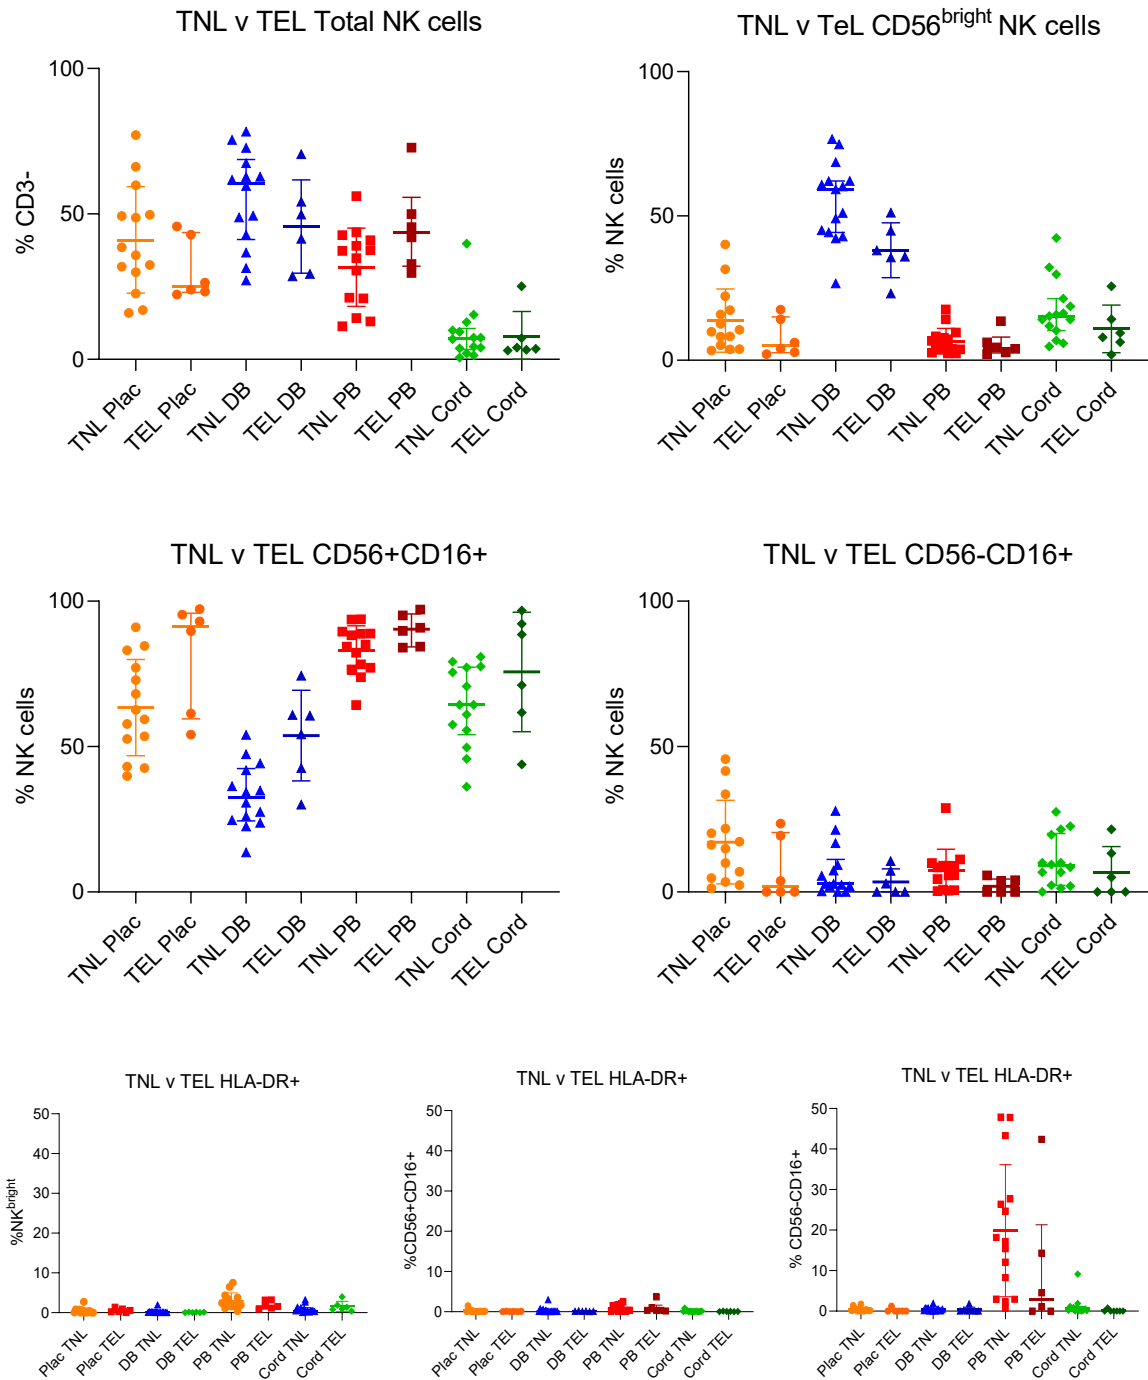 TNL v TEL Total NK cells
% CD3-
100
50
0
TNL Plac
TEL Plac
TNL DB
TEL DB
TNL PB
TEL PB
TNL Cord
TEL Cord
TNL v TeL CD56bright NK cells
% NK cells
100
50
0
TNL Plac
TEL Plac
TNL DB
TEL DB
TNL PB
TEL PB
TNL Cord
TEL Cord
TNL v TEL CD56+CD16+
% NK cells
100
50
0
TNL Plac
TEL Plac
TNL DB
TEL DB
TNL PB
TEL PB
TNL Cord
TEL Cord
TNL v TEL CD56-CD16+
% NK cells
100
50
0
TNL Plac
TEL Plac
TNL DB
TEL DB
TNL PB
TEL PB
TNL Cord
TEL Cord
TNL v TEL HLA-DR+
%NKbright
50
40
30
20
10
0
Plac TNL
Plac TEL
DB TNL
DB TEL
PB TNL
PB TEL
Cord TNL
Cord TEL
TNL v TEL HLA-DR+
%CD56+CD16+
50
40
30
20
10
0
Plac TNL
Plac TEL
DB TNL
DB TEL
PB TNL
PB TEL
Cord TNL
Cord TEL
TNL v TEL HLA-DR+
% CD56-CD16+
50
40
30
20
10
0
Plac TNL
Plac TEL
DB TNL
DB TEL
PB TNL
PB TEL
Cord TNL
Cord TEL